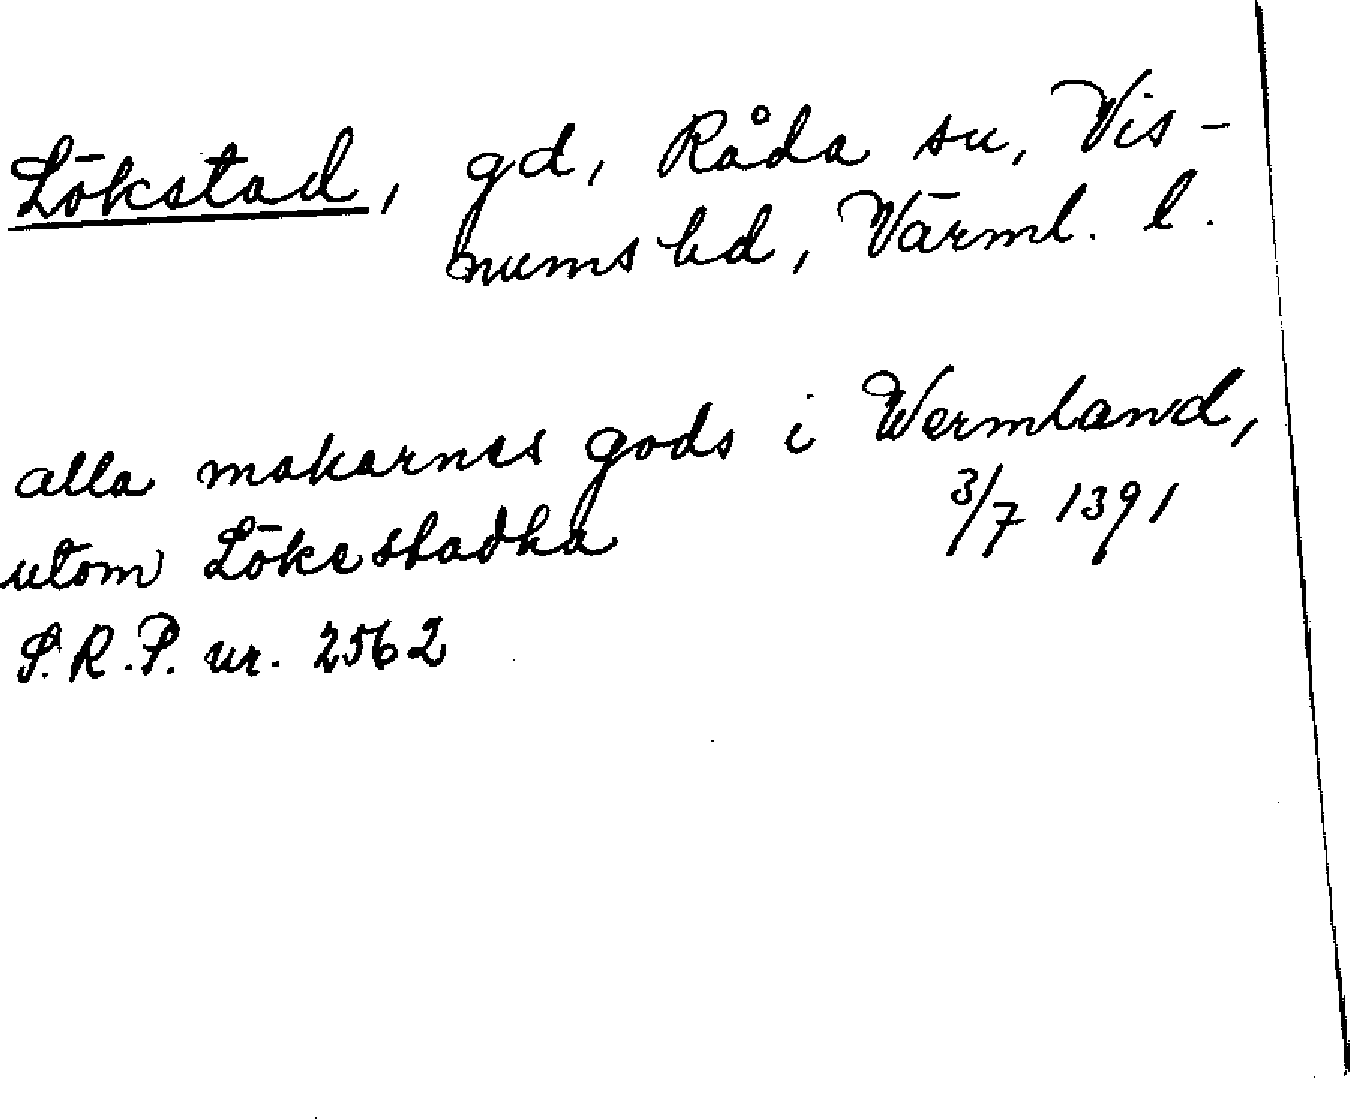 Lökstad, gd, Råda sn, Vis-
nums hd, Värml. l.
alla makarnes gods i Wermland,
utom Lökestadha 3/7 1391
S.R.P. nr. 2562